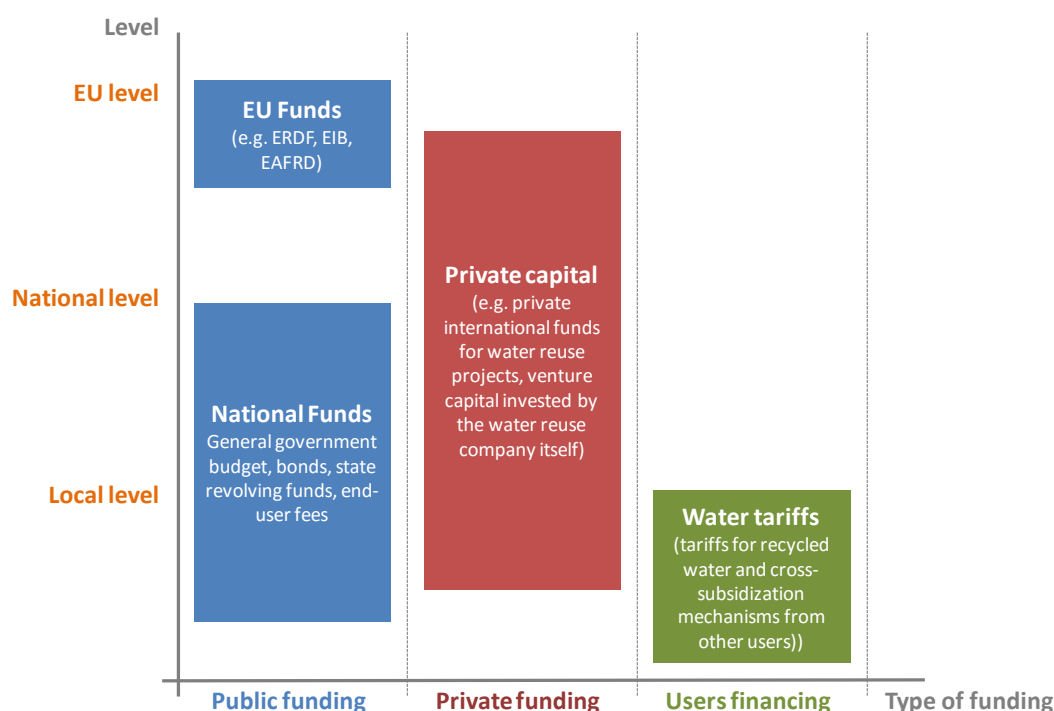 Level
EU level
EU Funds
(e.g. ERDF, EIB,
EAFRD)
National level
Private capital
(e.g. private
international funds
for water reuse
projects, venture
capital invested by
the water reuse
company itself)
National Funds
General government
budget, bonds, state
revolving funds, end-
user fees
Local level
Water tariffs
(tariffs for recycled
water and cross-
subsidization
mechanisms from
other users))
Public funding
Private funding
Users financing
Type of funding